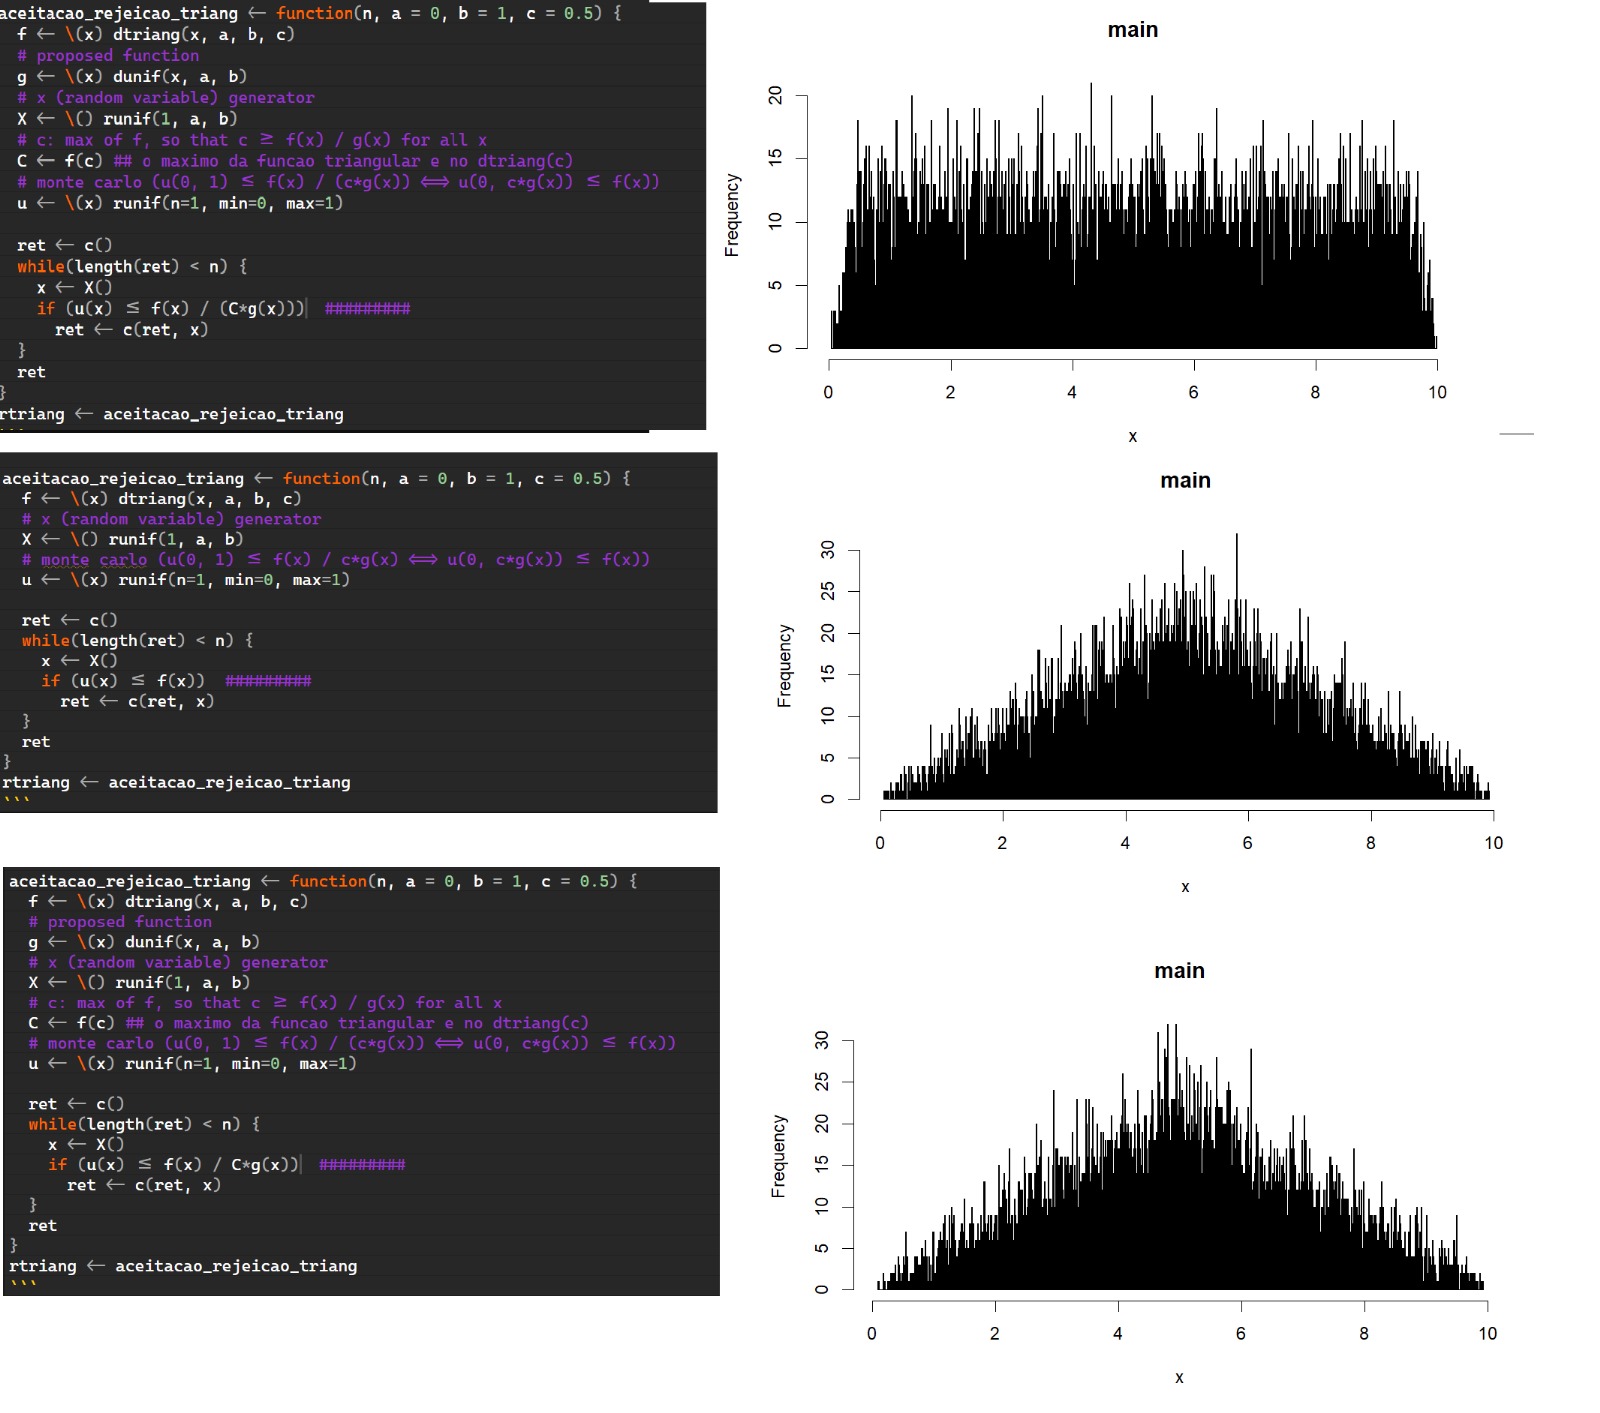 aceitacao_rejeicao_triang ← function(n, a = 0, b = 1, c = 0.5) {
f ← \(x) dtriang(x, a, b, c)
# proposed function
g ← \(x) dunif(x, a, b)
# x (random variable) generator
X ← \() runif(1, a, b)
# c: max of f, so that c ≥ f(x) / g(x) for all x
C ← f(c) ## o maximo da funcao triangular e no dtriang(c)
# monte carlo (u(0, 1) ≤ f(x) / (c*g(x)) ⟺ u(0, c*g(x)) ≤ f(x))
u ← \(x) runif(n=1, min=0, max=1)
ret ← c()
while(length(ret) < n) {
x ← X()
if (u(x) ≤ f(x) / (C*g(x))) #########
ret ← c(ret, x)
}
ret
}
rtriang ← aceitacao_rejeicao_triang
```
main
Frequency
20
15
10
5
0
0 2 4 6 8 10
x
aceitacao_rejeicao_triang ← function(n, a = 0, b = 1, c = 0.5) {
f ← \(x) dtriang(x, a, b, c)
# x (random variable) generator
X ← \() runif(1, a, b)
# monte carlo (u(0, 1) ≤ f(x) / c*g(x) ⟺ u(0, c*g(x)) ≤ f(x))
u ← \(x) runif(n=1, min=0, max=1)
ret ← c()
while(length(ret) < n) {
x ← X()
if (u(x) ≤ f(x)) #########
ret ← c(ret, x)
}
ret
}
rtriang ← aceitacao_rejeicao_triang
```
main
Frequency
30
25
20
15
10
5
0
0 2 4 6 8 10
x
aceitacao_rejeicao_triang ← function(n, a = 0, b = 1, c = 0.5) {
f ← \(x) dtriang(x, a, b, c)
# proposed function
g ← \(x) dunif(x, a, b)
# x (random variable) generator
X ← \() runif(1, a, b)
# c: max of f, so that c ≥ f(x) / g(x) for all x
C ← f(c) ## o maximo da funcao triangular e no dtriang(c)
# monte carlo (u(0, 1) ≤ f(x) / (c*g(x)) ⟺ u(0, c*g(x)) ≤ f(x))
u ← \(x) runif(n=1, min=0, max=1)
ret ← c()
while(length(ret) < n) {
x ← X()
if (u(x) ≤ f(x) / C*g(x)) #########
ret ← c(ret, x)
}
ret
}
rtriang ← aceitacao_rejeicao_triang
```
main
Frequency
30
25
20
15
10
5
0
0 2 4 6 8 10
x